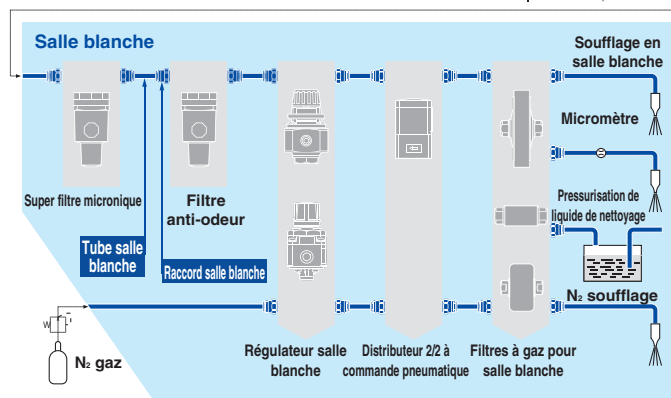 Salle blanche
Soufflage en
salle blanche
Micromètre
Super filtre micronique
Filtre
anti-odeur
Pressurisation de
liquide de nettoyage
Tube salle
blanche
Raccord salle blanche
N₂ soufflage
W
N₂ gaz
Régulateur salle
blanche
Distributeur 2/2 à
commande pneumatique
Filtres à gaz pour
salle blanche